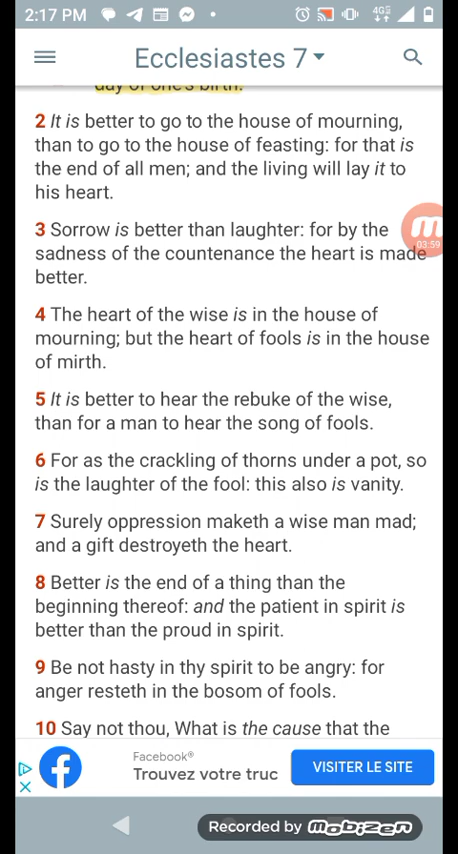 2:17 PM
4GE
Ecclesiastes 7
day of one's birth.
2 It is better to go to the house of mourning,
than to go to the house of feasting: for that is
the end of all men; and the living will lay it to
his heart.
3 Sorrow is better than laughter: for by the
sadness of the countenance the heart is made
better.
03:59
4 The heart of the wise is in the house of
mourning; but the heart of fools is in the house
of mirth.
5 It is better to hear the rebuke of the wise,
than for a man to hear the song of fools.
6 For as the crackling of thorns under a pot, so
is the laughter of the fool: this also is vanity.
7 Surely oppression maketh a wise man mad;
and a gift destroyeth the heart.
8 Better is the end of a thing than the
beginning thereof: and the patient in spirit is
better than the proud in spirit.
9 Be not hasty in thy spirit to be angry: for
anger resteth in the bosom of fools.
10 Say not thou, What is the cause that the
Facebook®
Trouvez votre truc
VISITER LE SITE
Recorded by mobizen